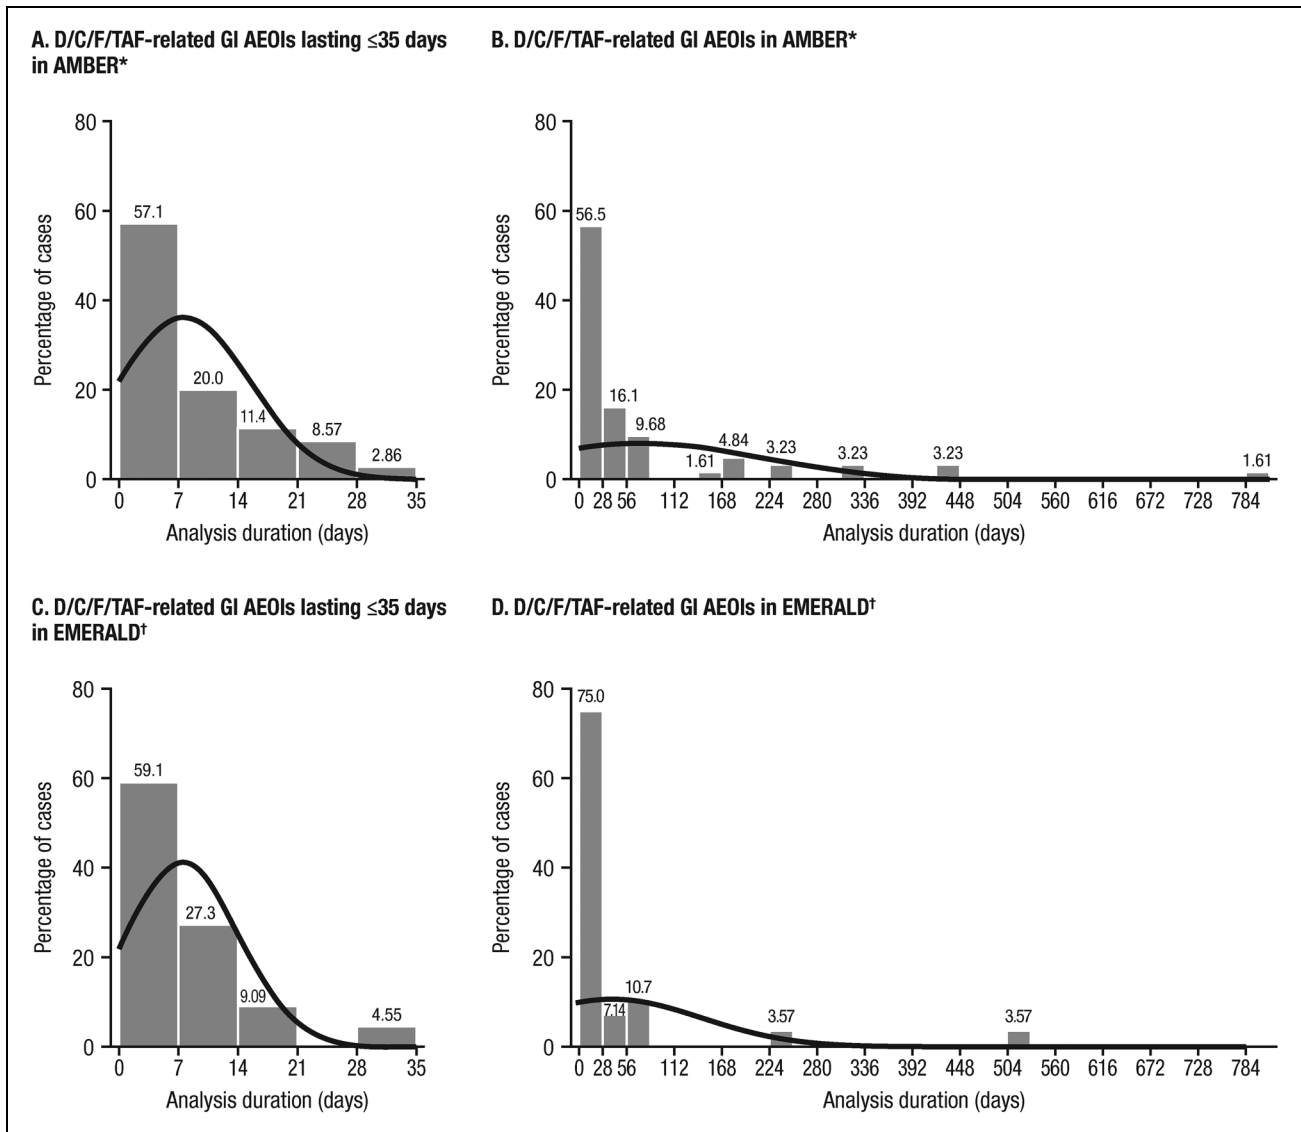 A. D/C/F/TAF-related GI AEOIs lasting ≤35 days
in AMBER*
80
60
40
20
0
Percentage of cases
57.1
20.0
11.4
8.57
2.86
0 7 14 21 28 35
Analysis duration (days)
B. D/C/F/TAF-related GI AEOIs in AMBER*
80
60
40
20
0
Percentage of cases
56.5
16.1
9.68
1.61
4.84
3.23
3.23
3.23
1.61
0 28 56 112 168 224 280 336 392 448 504 560 616 672 728 784
Analysis duration (days)
C. D/C/F/TAF-related GI AEOIs lasting ≤35 days
in EMERALD†
80
60
40
20
0
Percentage of cases
59.1
27.3
9.09
4.55
0 7 14 21 28 35
Analysis duration (days)
D. D/C/F/TAF-related GI AEOIs in EMERALD†
80
60
40
20
0
Percentage of cases
75.0
7.14
10.7
3.57
3.57
0 28 56 112 168 224 280 336 392 448 504 560 616 672 728 784
Analysis duration (days)